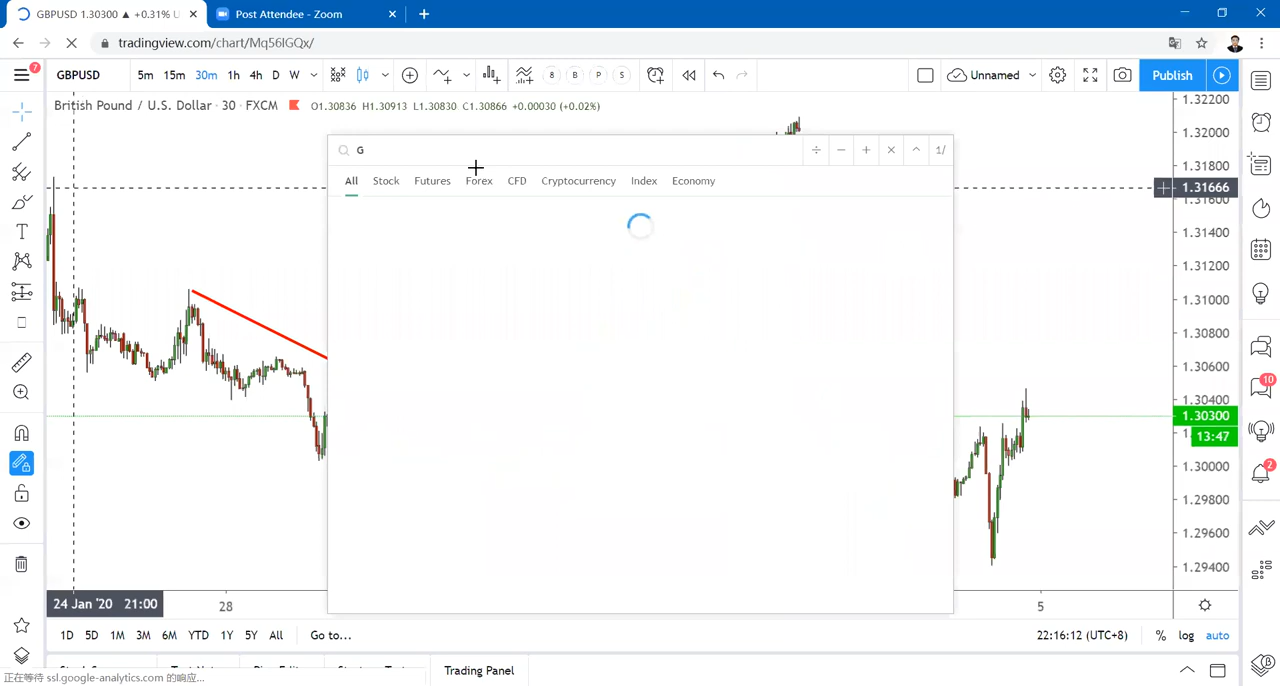 GBPUSD 1.30300 ▲ +0.31% U
Post Attendee - Zoom
tradingview.com/chart/Mq56IGQx/
7
GBPUSD
5m 15m 30m 1h 4h D W
8 B P S
Unnamed
Publish
British Pound / U.S. Dollar · 30 · FXCM
O1.30836 H1.30913 L1.30830 C1.30866 +0.00030 (+0.02%)
G
÷ − + × ^ 1/
All Stock Futures Forex CFD Cryptocurrency Index Economy
1.32200
1.32000
1.31800
1.31666
1.31600
1.31400
1.31200
1.31000
1.30800
1.30600
1.30400
1.30300
13:47
1.30000
1.29800
1.29600
1.29400
10
2
24 Jan '20 21:00
28
5
1D 5D 1M 3M 6M YTD 1Y 5Y All Go to...
22:16:12 (UTC+8) % log auto
Trading Panel
正在等待 ssl.google-analytics.com 的响应...